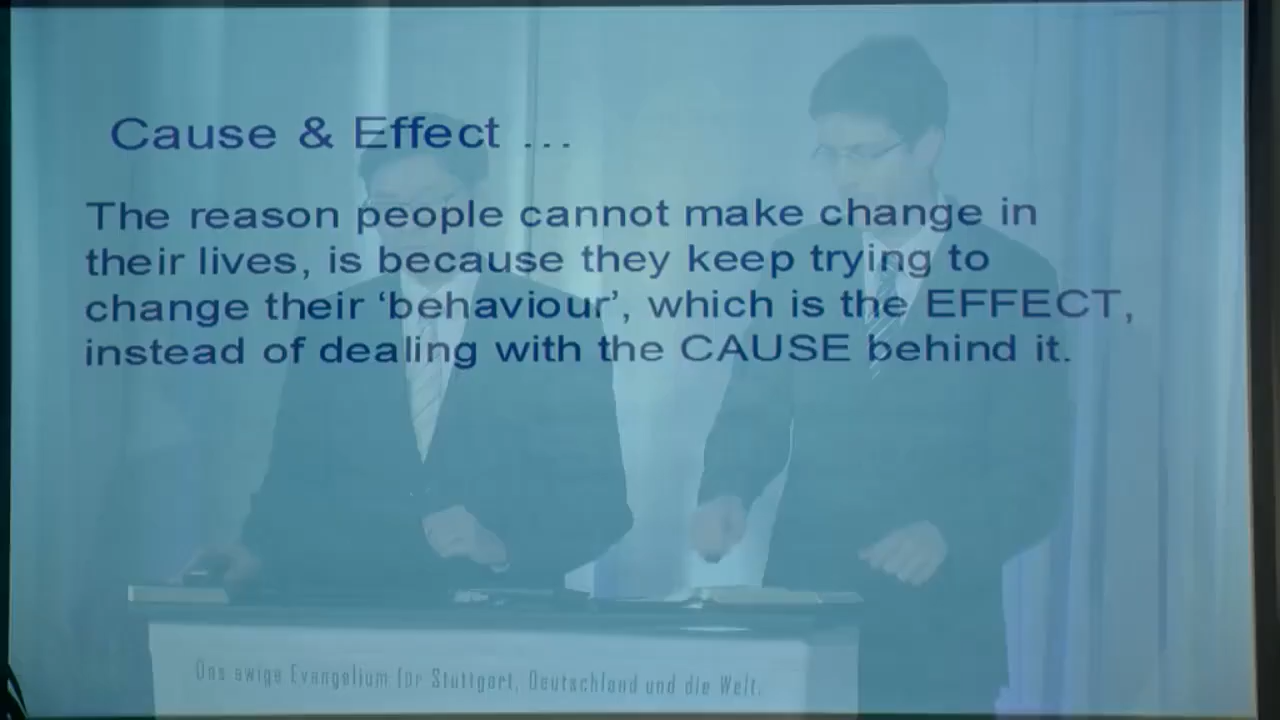 Cause & Effect ...
The reason people cannot make change in
their lives, is because they keep trying to
change their ‘behaviour’, which is the EFFECT,
instead of dealing with the CAUSE behind it.
Das ewige Evangelium für Stuttgart, Deutschland und die Welt.